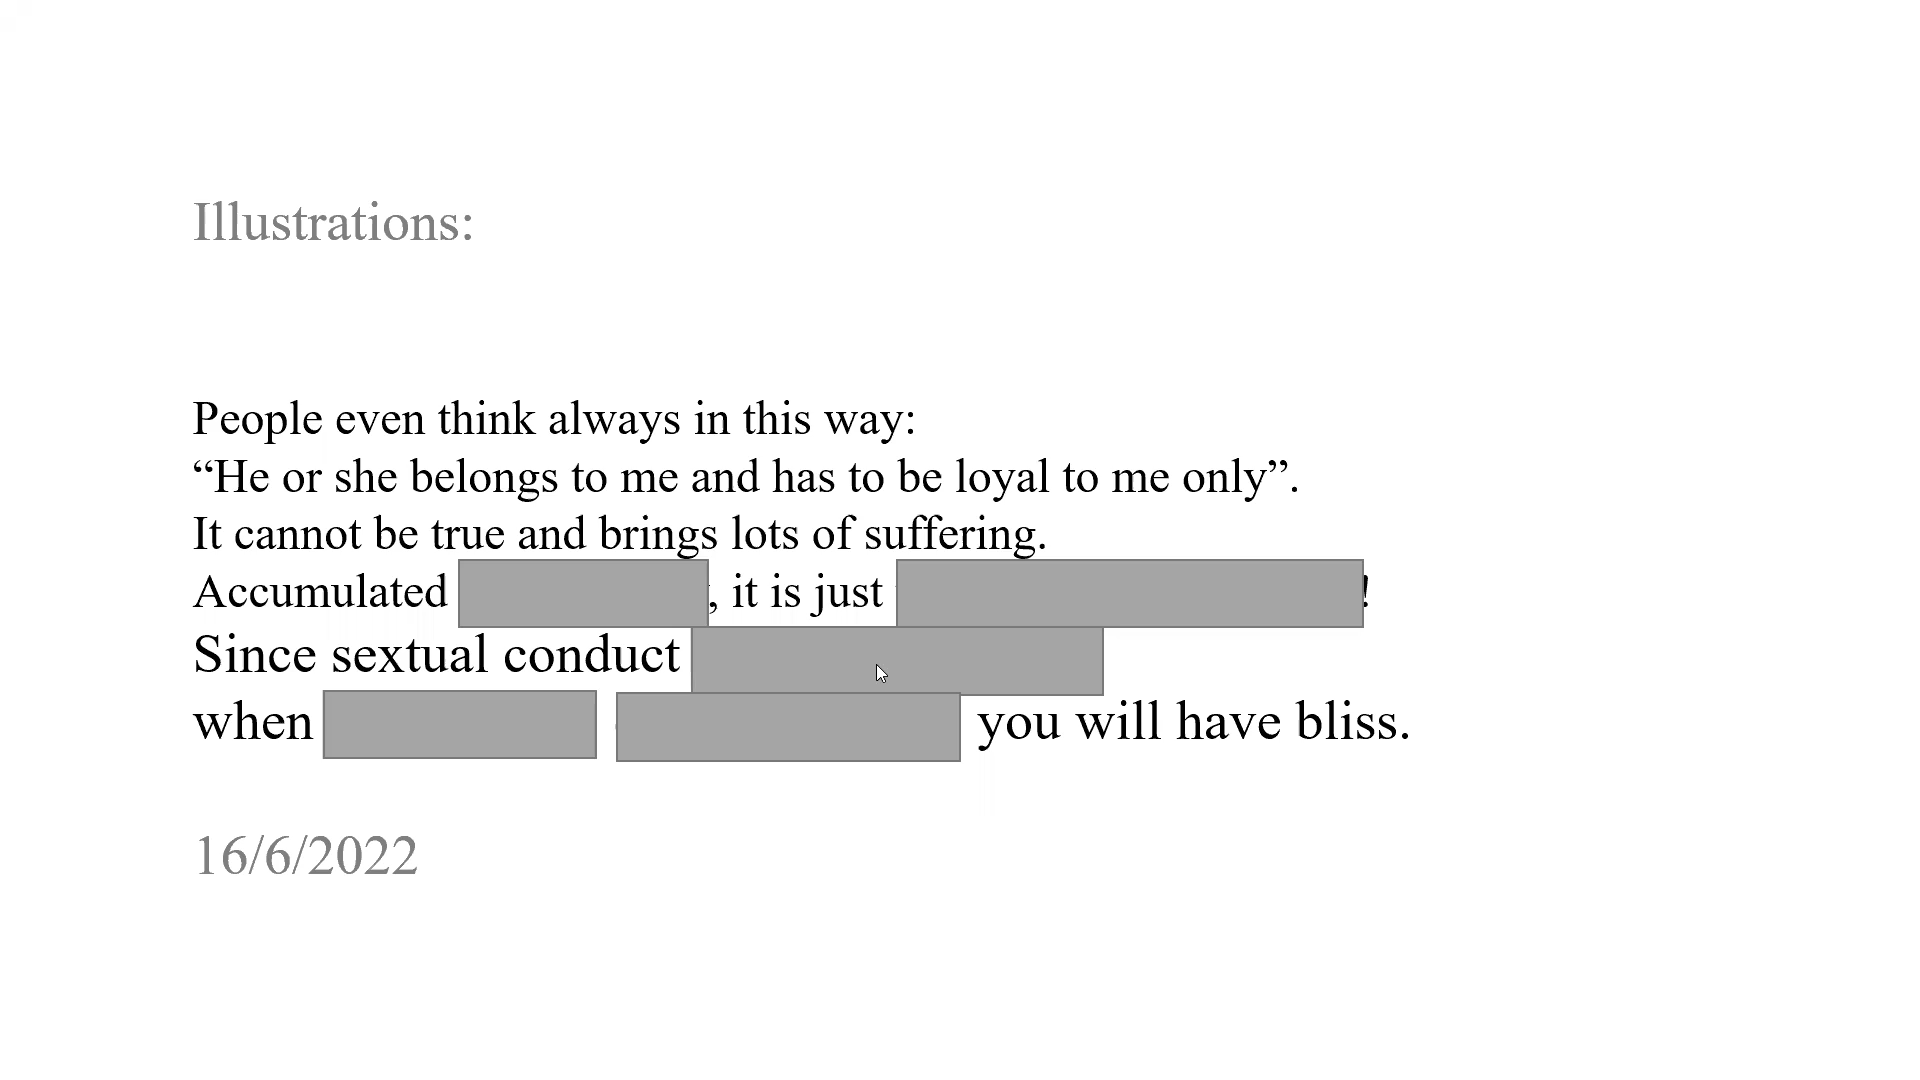 Illustrations:
People even think always in this way:
“He or she belongs to me and has to be loyal to me only”.
It cannot be true and brings lots of suffering.
Accumulated , it is just !
Since sextual conduct
when you will have bliss.
16/6/2022